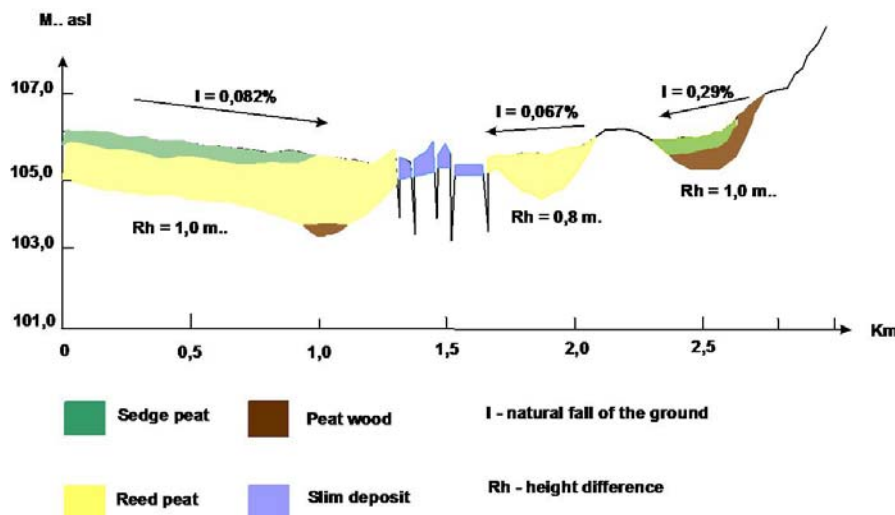 M.. asl
107,0
I = 0,082%
I = 0,067%
I = 0,29%
105,0
Rh = 1,0 m..
Rh = 0,8 m.
Rh = 1,0 m..
103,0
101,0
0
0,5
1,0
1,5
2,0
2,5
Km
Sedge peat
Peat wood
I - natural fall of the ground
Reed peat
Slim deposit
Rh - height difference